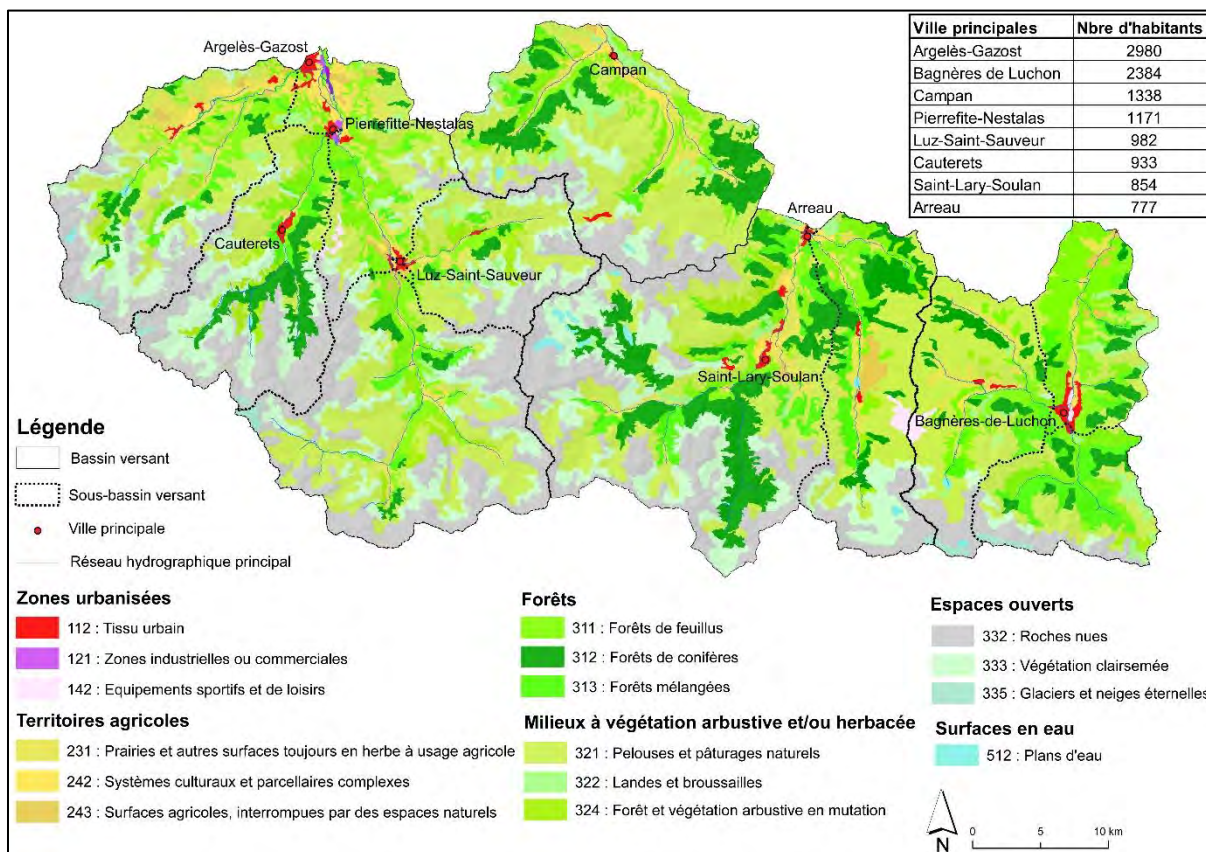 Ville principales Nbre d'habitants
Argelès-Gazost 2980
Bagnères de Luchon 2384
Campan 1338
Pierrefite-Nestalas 1171
Luz-Saint-Sauveur 982
Cauterets 933
Saint-Lary-Soulan 854
Arreau 777
Argelès-Gazost
Campan
Pierrefitte-Nestalas
Arreau
Cauterets
Luz-Saint-Sauveur
Saint-Lary-Soulan
Bagnères-de-Luchon
Légende
Bassin versant
Sous-bassin versant
Ville principale
Réseau hydrographique principal
Zones urbanisées
112 : Tissu urbain
121 : Zones industrielles ou commerciales
142 : Equipements sportifs et de loisirs
Territoires agricoles
231 : Prairies et autres surfaces toujours en herbe à usage agricole
242 : Systèmes culturaux et parcellaires complexes
243 : Surfaces agricoles, interrompues par des espaces naturels
Forêts
311 : Forêts de feuillus
312 : Forêts de conifères
313 : Forêts mélangées
Milieux à végétation arbustive et/ou herbacée
321 : Pelouses et pâturages naturels
322 : Landes et broussailles
324 : Forêt et végétation arbustive en mutation
Espaces ouverts
332 : Roches nues
333 : Végétation clairsemée
335 : Glaciers et neiges éternelles
Surfaces en eau
512 : Plans d'eau
N
0 5 10 km